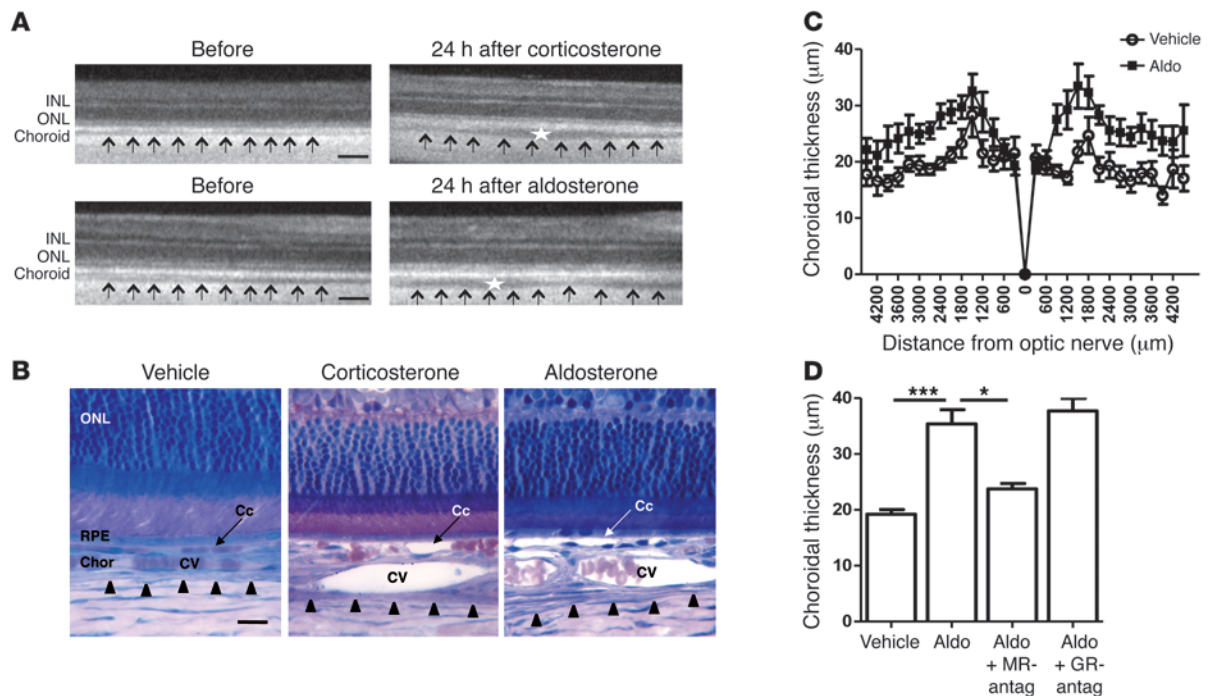 A
Before
24 h after corticosterone
INL
ONL
Choroid
Before
24 h after aldosterone
INL
ONL
Choroid
B
Vehicle
Corticosterone
Aldosterone
ONL
Cc
RPE
Chor
CV
Cc
CV
Cc
CV
C
Vehicle
Aldo
Choroidal thickness (μm)
40
30
20
10
0
4200
3600
3000
2400
1800
1200
600
0
600
1200
1800
2400
3000
3600
4200
Distance from optic nerve (μm)
D
Choroidal thickness (μm)
40
30
20
10
0
***
*
Vehicle
Aldo
Aldo
+ MR-
antag
Aldo
+ GR-
antag